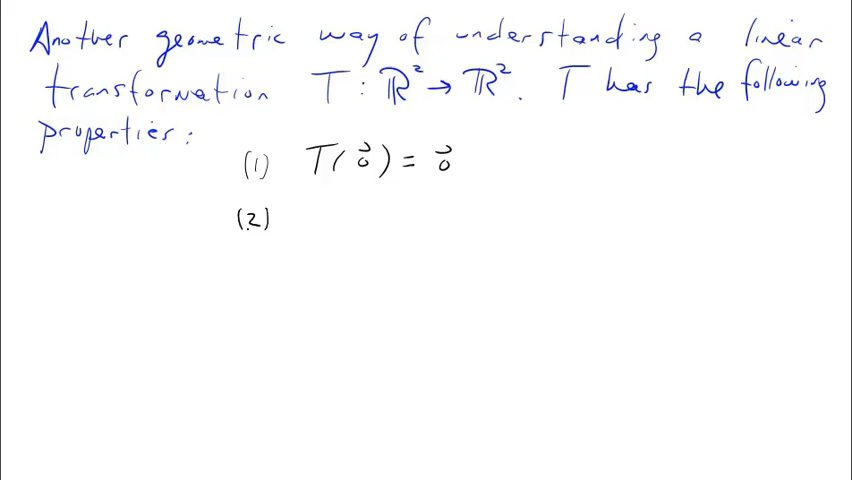 Another geometric way of understanding a linear
transformation T : ℝ² → ℝ². T has the following
properties:
(1) T(0⃗) = 0⃗
(2)